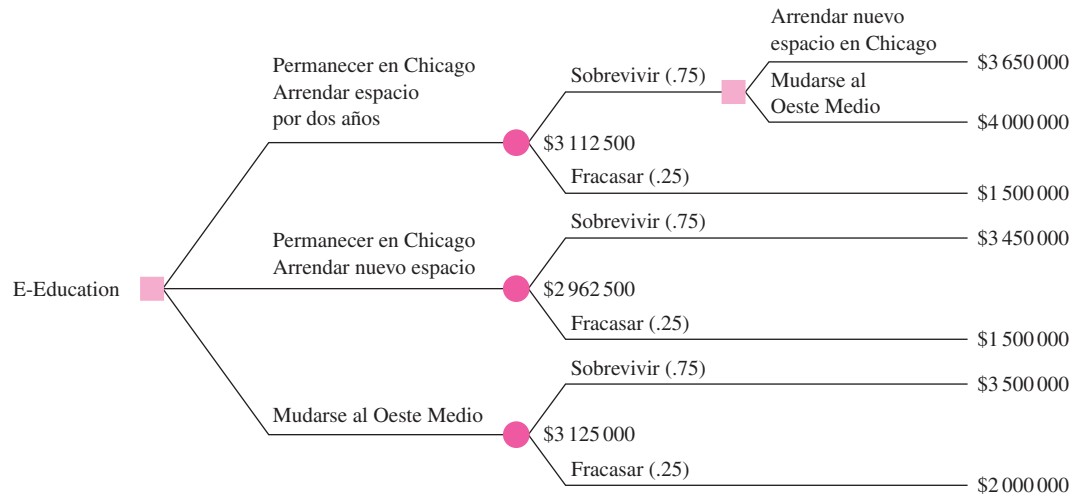 Arrendar nuevo
espacio en Chicago
$3 650 000
Permanecer en Chicago
Arrendar espacio
por dos años
Sobrevivir (.75)
Mudarse al
Oeste Medio
$4 000 000
$3 112 500
Fracasar (.25)
$1 500 000
Permanecer en Chicago
Arrendar nuevo espacio
Sobrevivir (.75)
$3 450 000
E-Education
$2 962 500
Fracasar (.25)
$1 500 000
Sobrevivir (.75)
$3 500 000
Mudarse al Oeste Medio
$3 125 000
Fracasar (.25)
$2 000 000